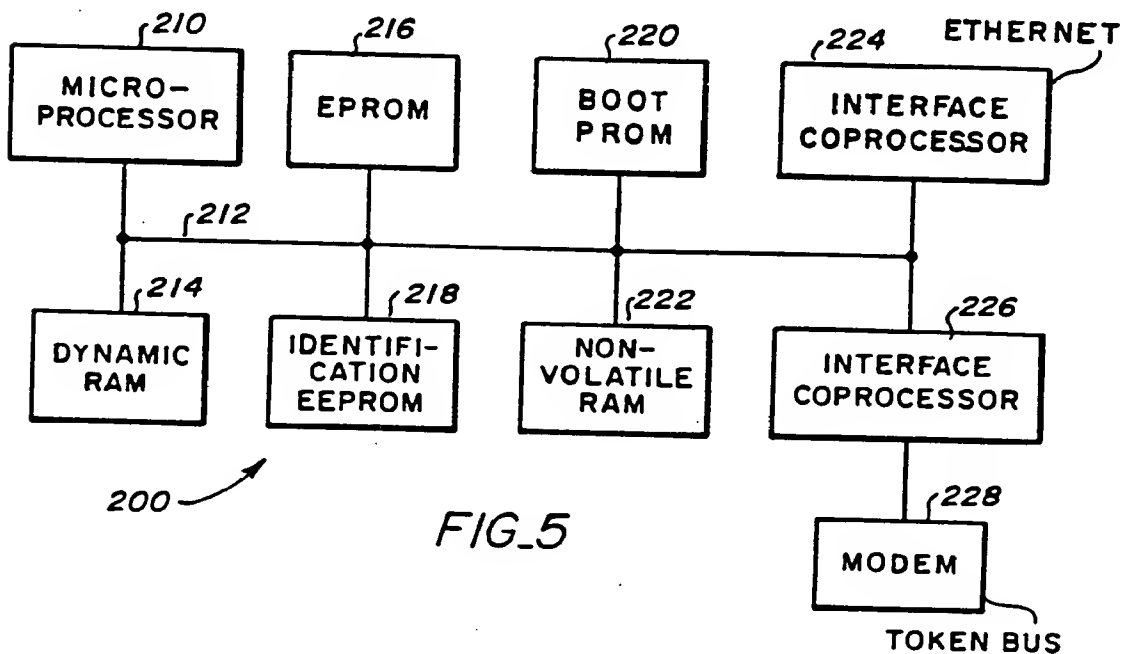 210
216
220
224
ETHERNET
MICRO-
PROCESSOR
EPROM
BOOT
PROM
INTERFACE
COPROCESSOR
212
214
218
222
226
DYNAMIC
RAM
IDENTIFI-
CATION
EEPROM
NON-
VOLATILE
RAM
INTERFACE
COPROCESSOR
200
FIG_5
228
MODEM
TOKEN BUS